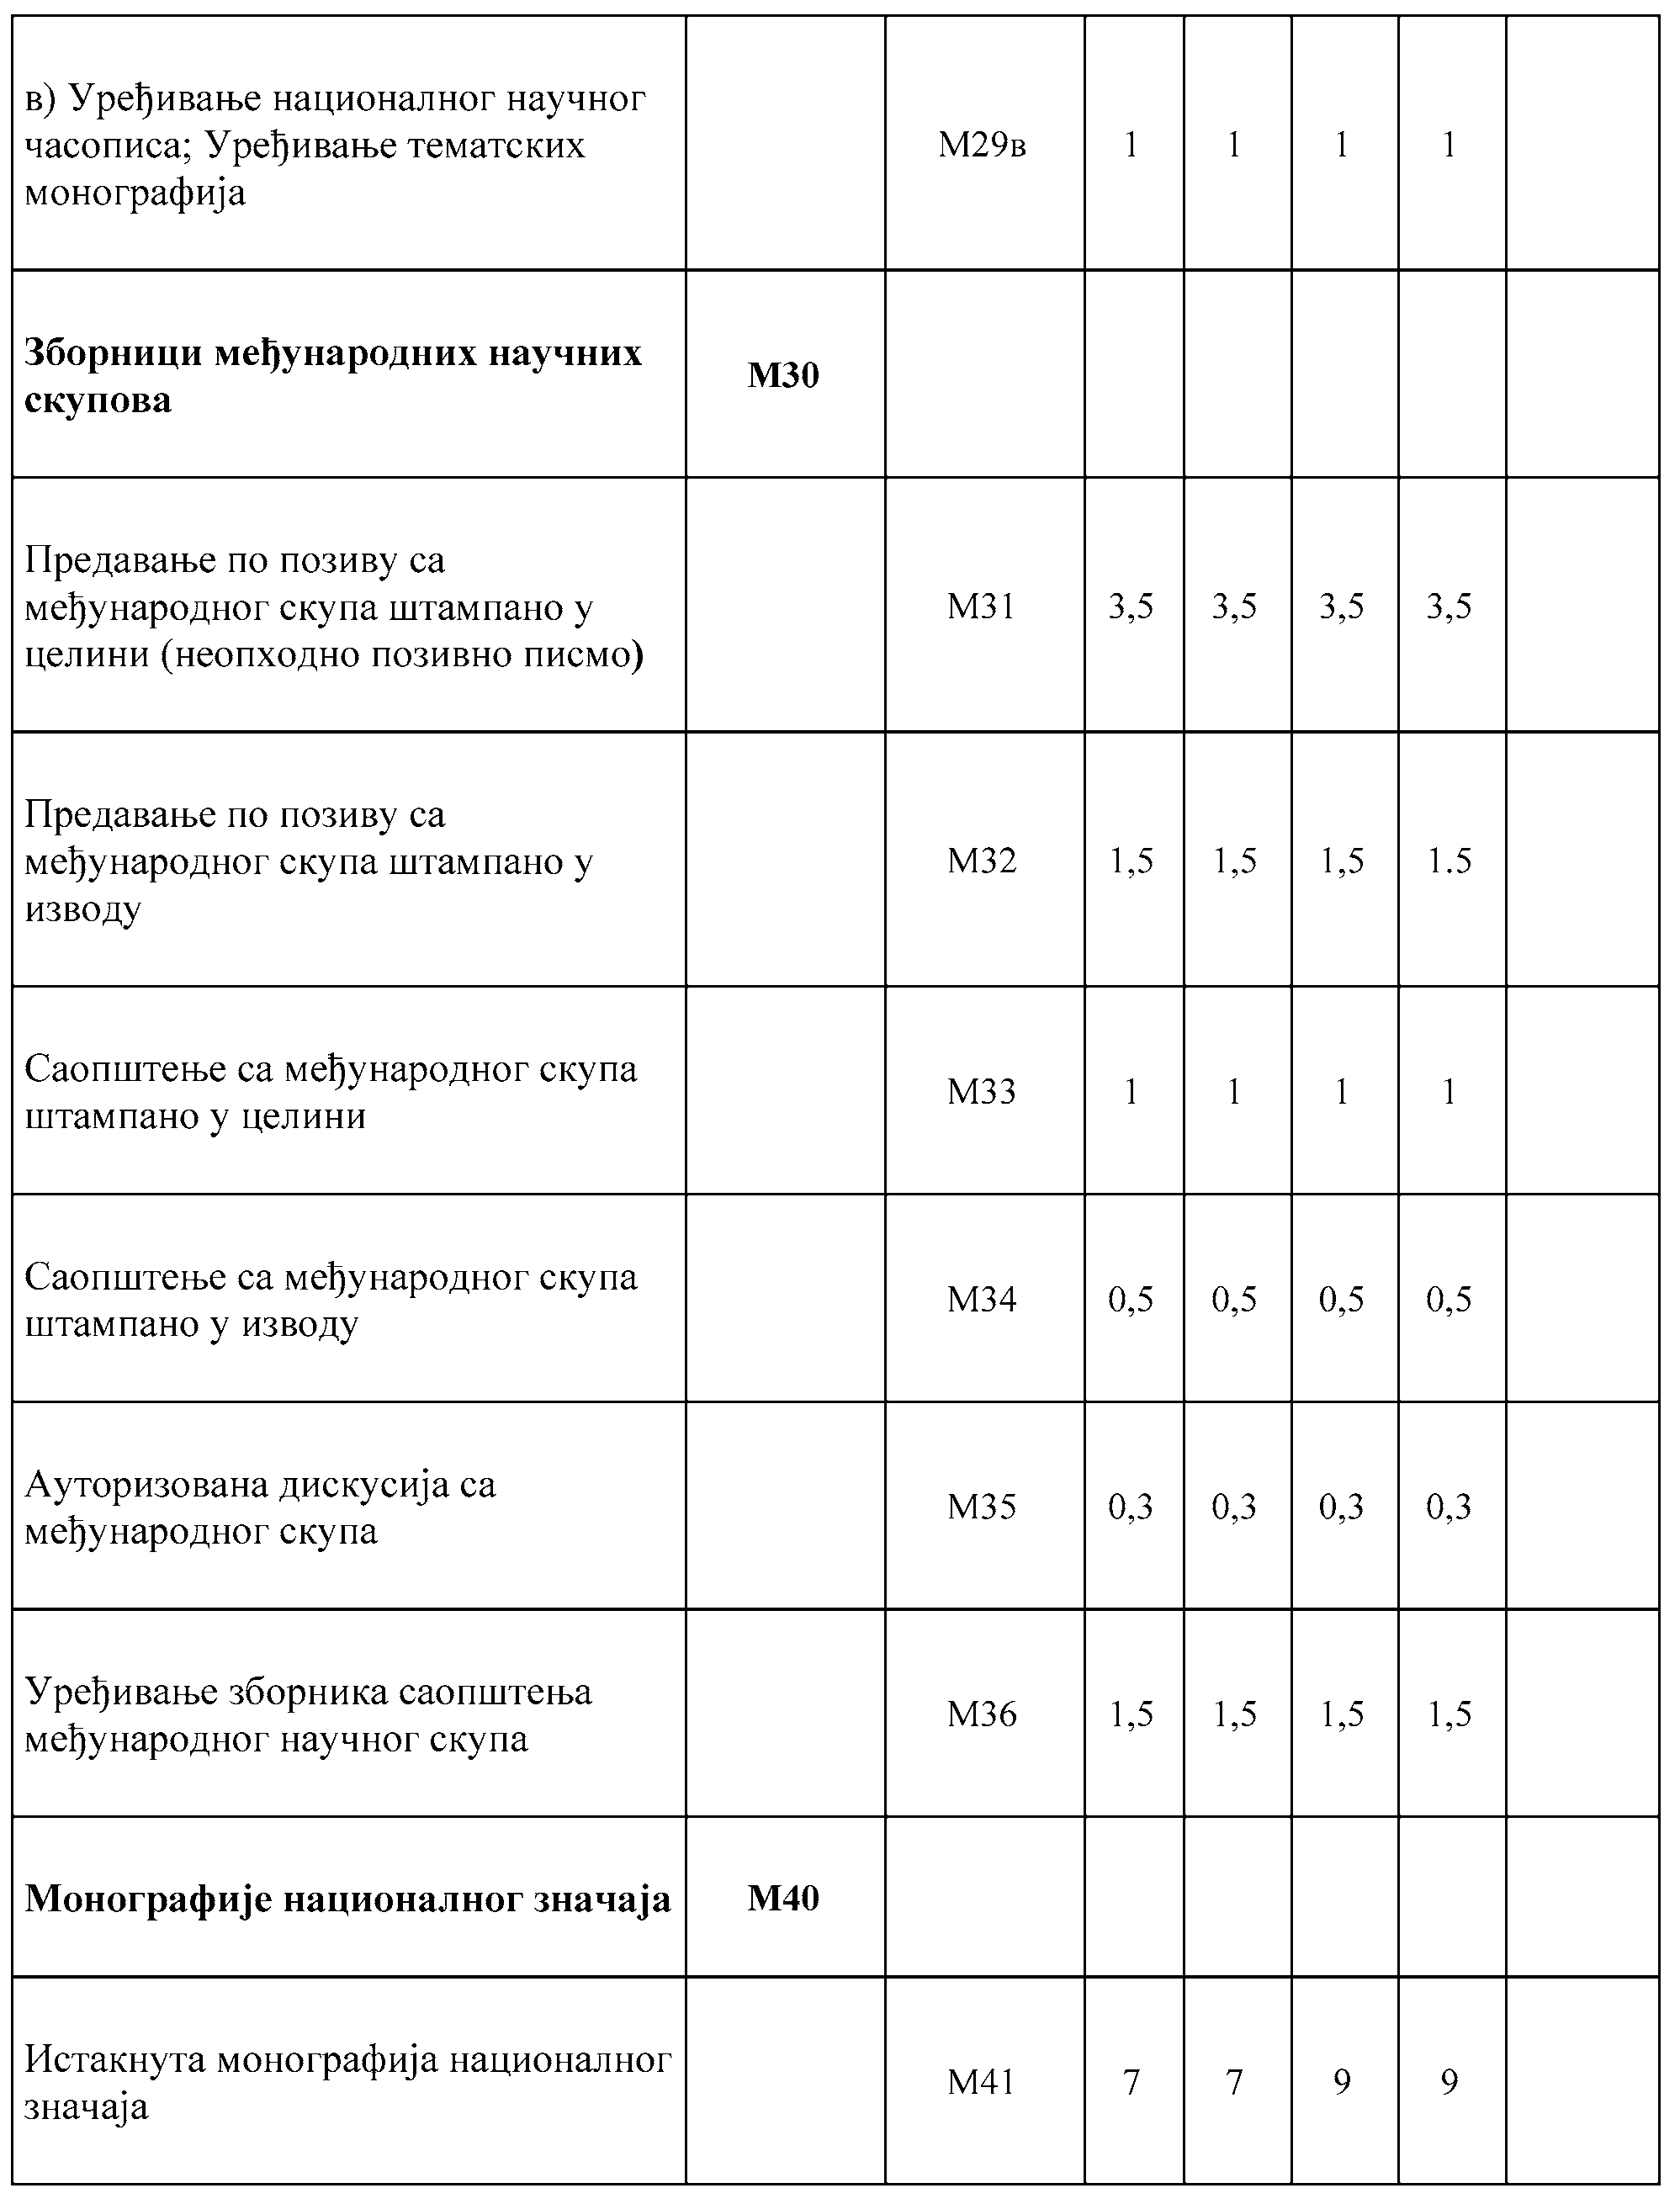 в) Уређивање националног научног
часописа; Уређивање тематских
монографија
М29в 1 1 1 1
Зборници међународних научних
скупова
М30
Предавање по позиву са
међународног скупа штампано у
целини (неопходно позивно писмо)
М31 3,5 3,5 3,5 3,5
Предавање по позиву са
међународног скупа штампано у
изводу
М32 1,5 1,5 1,5 1.5
Саопштење са међународног скупа
штампано у целини
М33 1 1 1 1
Саопштење са међународног скупа
штампано у изводу
М34 0,5 0,5 0,5 0,5
Ауторизована дискусија са
међународног скупа
М35 0,3 0,3 0,3 0,3
Уређивање зборника саопштења
међународног научног скупа
М36 1,5 1,5 1,5 1,5
Монографије националног значаја М40
Истакнута монографија националног
значаја
М41 7 7 9 9